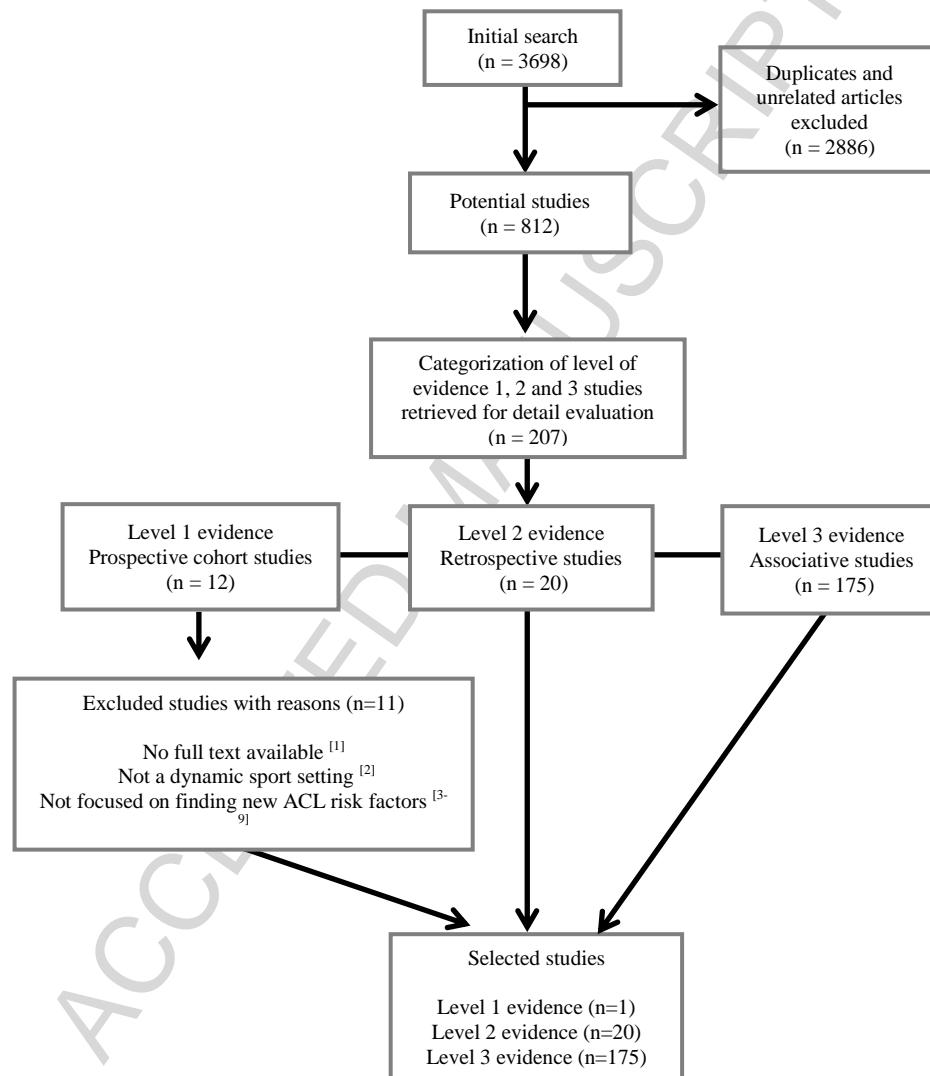 Initial search
(n = 3698)
Duplicates and
unrelated articles
excluded
(n = 2886)
Potential studies
(n = 812)
Categorization of level of
evidence 1, 2 and 3 studies
retrieved for detail evaluation
(n = 207)
Level 1 evidence
Prospective cohort studies
(n = 12)
Level 2 evidence
Retrospective studies
(n = 20)
Level 3 evidence
Associative studies
(n = 175)
Excluded studies with reasons (n=11)
No full text available [1]
Not a dynamic sport setting [2]
Not focused on finding new ACL risk factors [3-
9]
Selected studies
Level 1 evidence (n=1)
Level 2 evidence (n=20)
Level 3 evidence (n=175)
ACCEPTED MANUSCRIPT